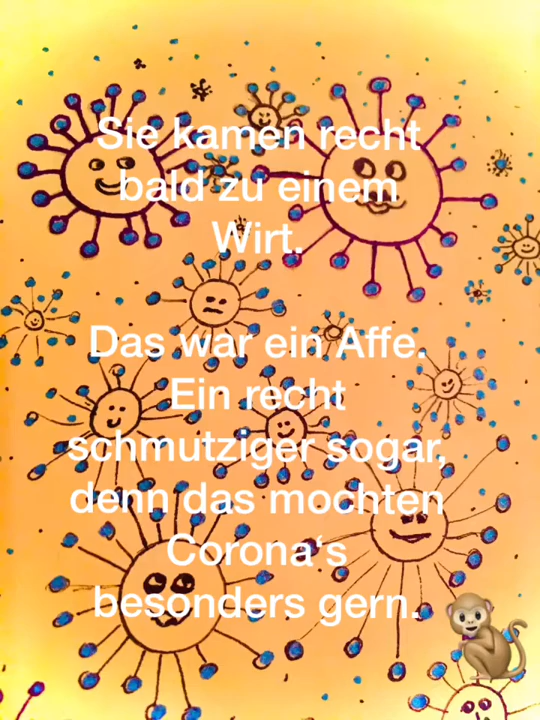 Sie kamen recht
bald zu einem
Wirt.
Das war ein Affe.
Ein recht
schmutziger sogar,
denn das mochten
Corona‘s
besonders gern.